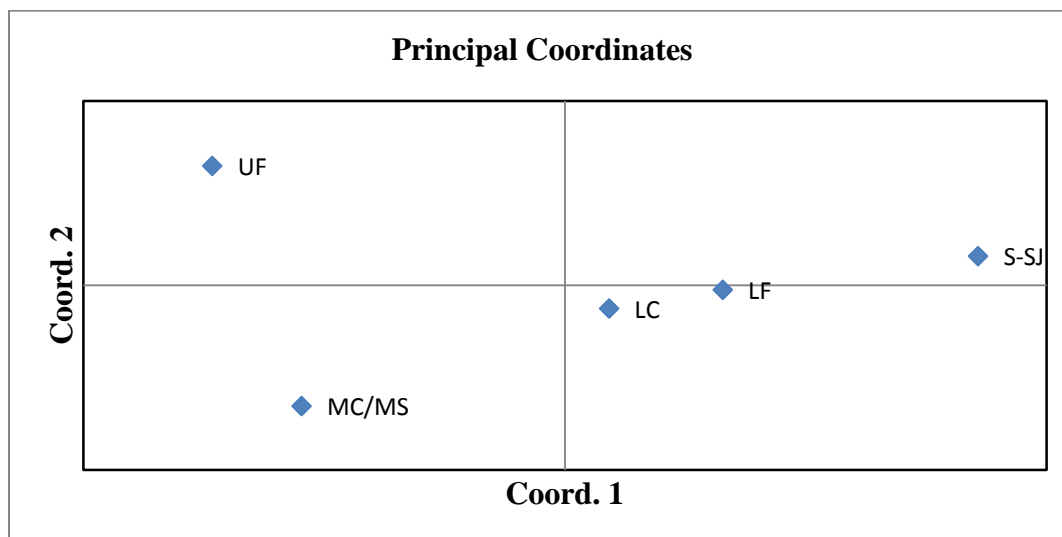 Principal Coordinates
UF
S-SJ
LF
LC
MC/MS
Coord. 2
Coord. 1